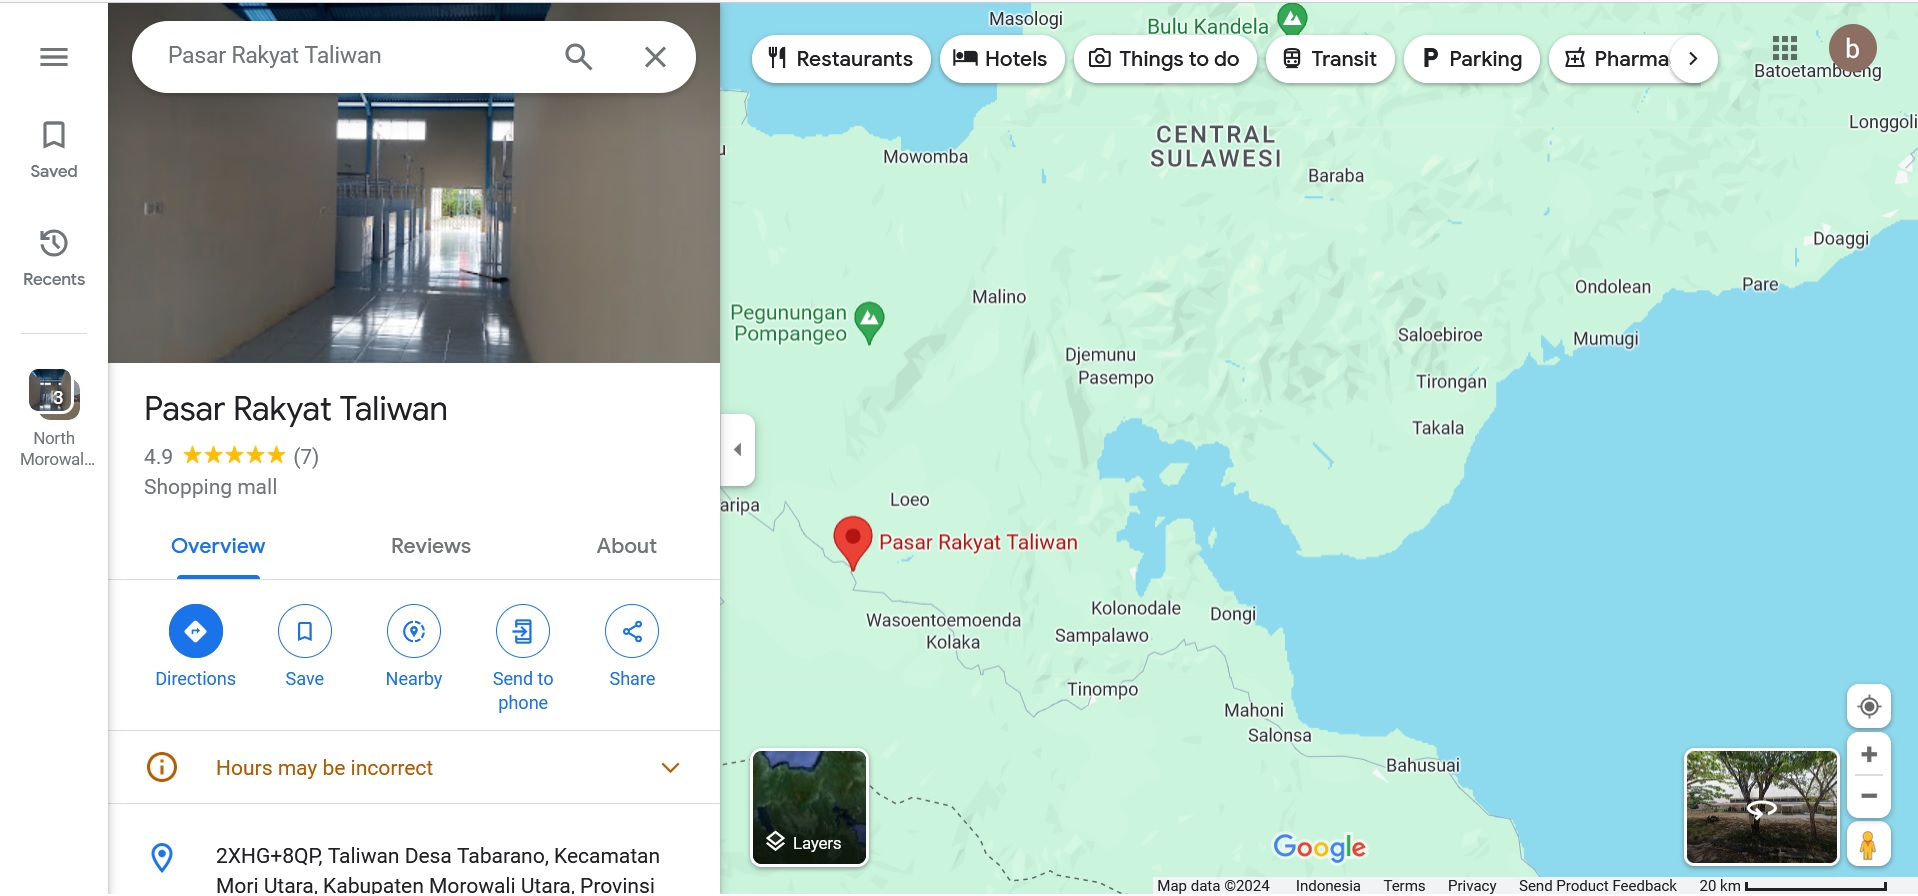 Pasar Rakyat Taliwan
Saved
Recents
3
North
Morowal...
Pasar Rakyat Taliwan
4.9
(7)
Shopping mall
Overview
Reviews
About
Directions
Save
Nearby
Send to
phone
Share
Hours may be incorrect
2XHG+8QP, Taliwan Desa Tabarano, Kecamatan
Mori Utara, Kabupaten Morowali Utara, Provinsi
Restaurants
Hotels
Things to do
Transit
P Parking
Pharma
b
Masologi
Bulu Kandela
Batoetamboeng
Longgoli
CENTRAL
SULAWESI
Mowomba
Baraba
Doaggi
Malino
Ondolean
Pare
Pegunungan
Pompangeo
Saloebiroe
Mumugi
Djemunu
Pasempo
Tirongan
Takala
aripa
Loeo
Pasar Rakyat Taliwan
Kolonodale
Dongi
Wasoentoemoenda
Kolaka
Sampalawo
Tinompo
Mahoni
Salonsa
Bahusuai
Layers
Google
Map data ©2024
Indonesia
Terms
Privacy
Send Product Feedback
20 km